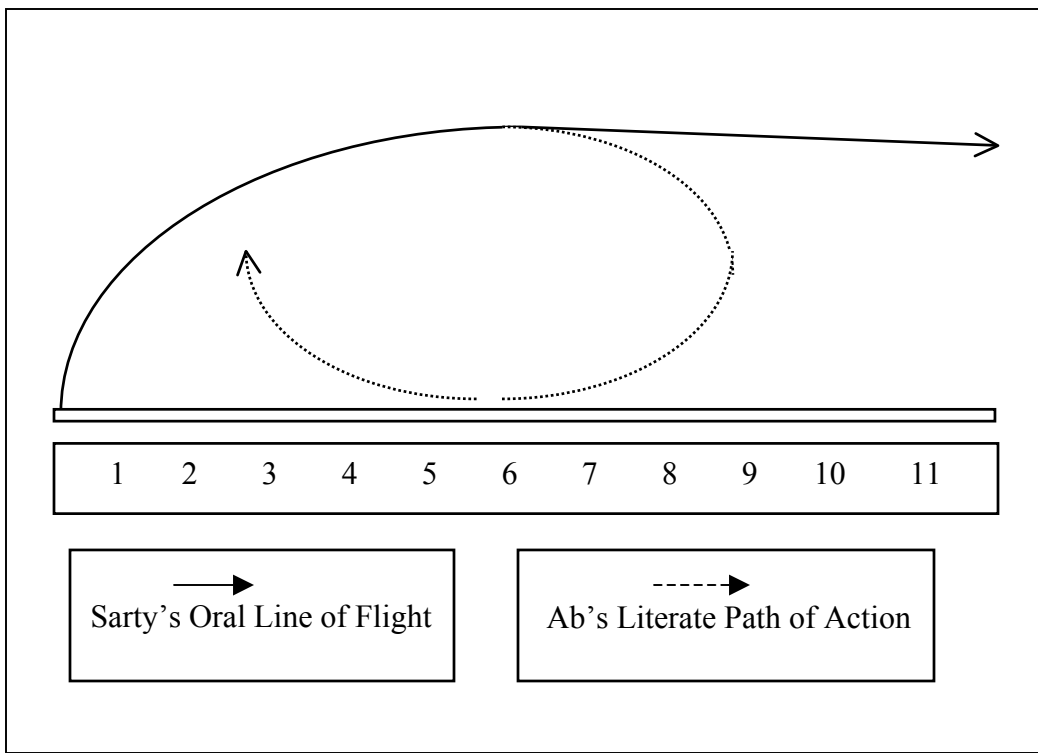 1 2 3 4 5 6 7 8 9 10 11
Sarty’s Oral Line of Flight
Ab’s Literate Path of Action